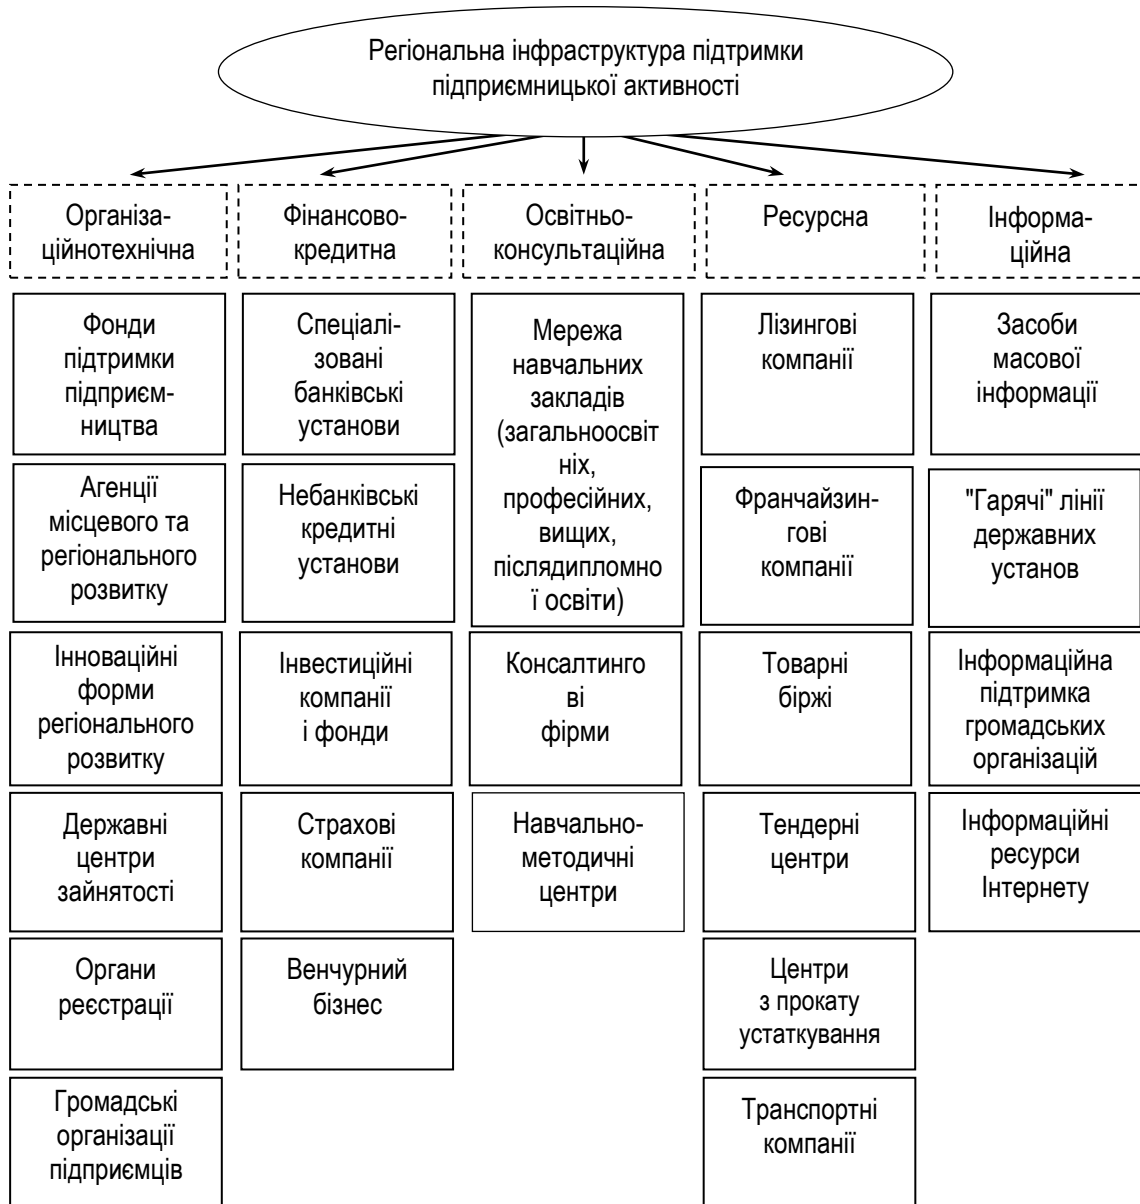 Регіональна інфраструктура підтримки
підприємницької активності
Організа-
ційнотехнічна
Фінансово-
кредитна
Освітньо-
консультаційна
Ресурсна
Інформа-
ційна
Фонди
підтримки
підприєм-
ництва
Агенції
місцевого та
регіонального
розвитку
Інноваційні
форми
регіонального
розвитку
Державні
центри
зайнятості
Органи
реєстрації
Громадські
організації
підприємців
Спеціалі-
зовані
банківські
установи
Небанківські
кредитні
установи
Інвестиційні
компанії
і фонди
Страхові
компанії
Венчурний
бізнес
Мережа
навчальних
закладів
(загальноосвіт
ніх,
професійних,
вищих,
післядипломно
ї освіти)
Консалтинго
ві
фірми
Навчально-
методичні
центри
Лізингові
компанії
Франчайзин-
гові
компанії
Товарні
біржі
Тендерні
центри
Центри
з прокату
устаткування
Транспортні
компанії
Засоби
масової
інформації
"Гарячі" лінії
державних
установ
Інформаційна
підтримка
громадських
організацій
Інформаційні
ресурси
Інтернету